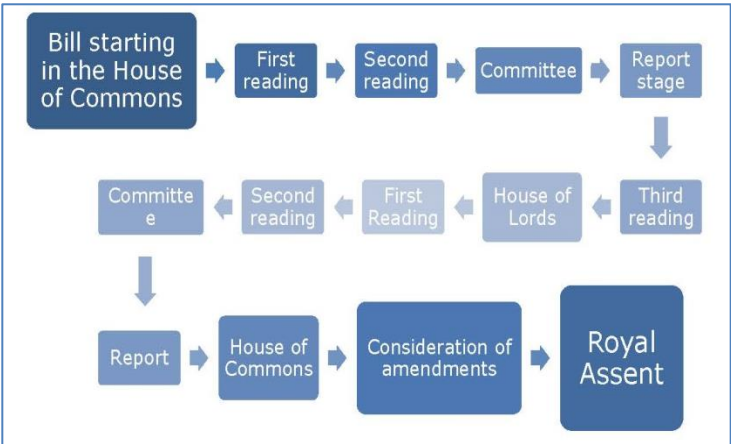 Bill starting
in the House
of Commons
First
reading
Second
reading
Committee
Report
stage
Third
reading
House of
Lords
First
Reading
Second
reading
Committe
e
Report
House of
Commons
Consideration of
amendments
Royal
Assent